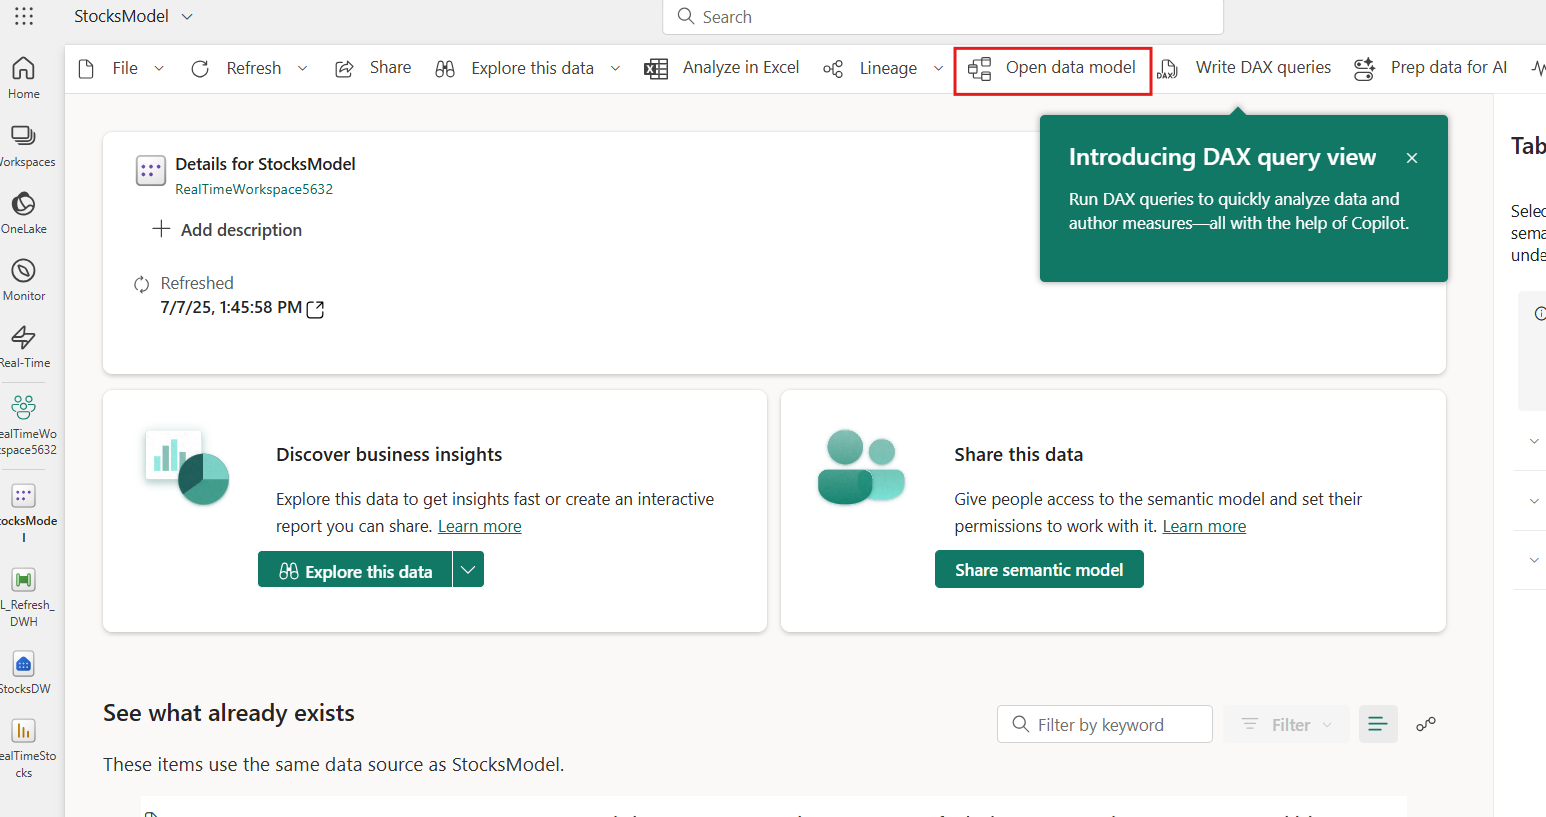 StocksModel
Search
File
Refresh
Share
Explore this data
Analyze in Excel
Lineage
Open data model
Write DAX queries
Prep data for AI
Home
Workspaces
OneLake
Monitor
Real-Time
ealTimeWo
space5632
tocksMode
l
L_Refresh_
DWH
StocksDW
ealTimeSto
cks
Details for StocksModel
RealTimeWorkspace5632
Add description
Refreshed
7/7/25, 1:45:58 PM
DAX
Introducing DAX query view
Run DAX queries to quickly analyze data and
author measures—all with the help of Copilot.
Tab
Selec
sema
unde
Discover business insights
Explore this data to get insights fast or create an interactive
report you can share. Learn more
Explore this data
Share this data
Give people access to the semantic model and set their
permissions to work with it. Learn more
Share semantic model
See what already exists
Filter by keyword
Filter
These items use the same data source as StocksModel.